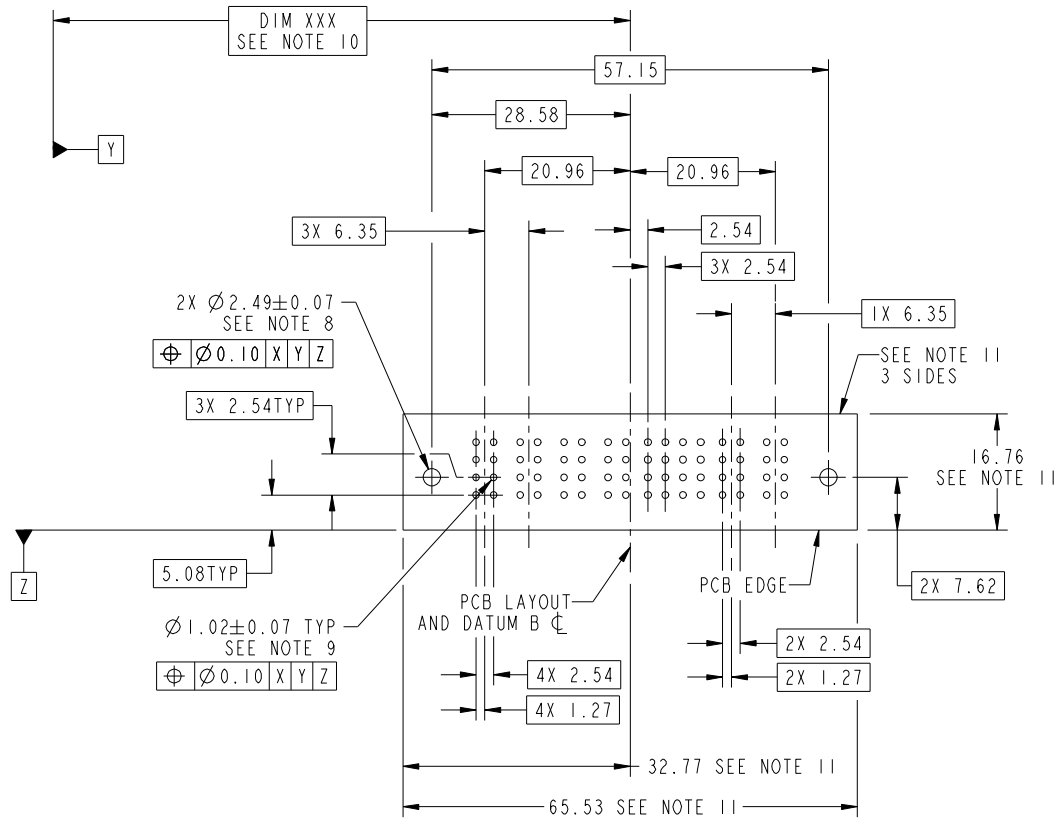 DIM XXX
SEE NOTE 10
57.15
28.58
Y
20.96
20.96
3X 6.35
2.54
3X 2.54
2X Ø2.49±0.07
SEE NOTE 8
1X 6.35
⌖ Ø0.10 X Y Z
SEE NOTE 11
3 SIDES
3X 2.54TYP
16.76
SEE NOTE 11
5.08TYP
Z
PCB EDGE
2X 7.62
PCB LAYOUT
AND DATUM B ℄
Ø1.02±0.07 TYP
SEE NOTE 9
⌖ Ø0.10 X Y Z
2X 2.54
4X 2.54
2X 1.27
4X 1.27
32.77 SEE NOTE 11
65.53 SEE NOTE 11